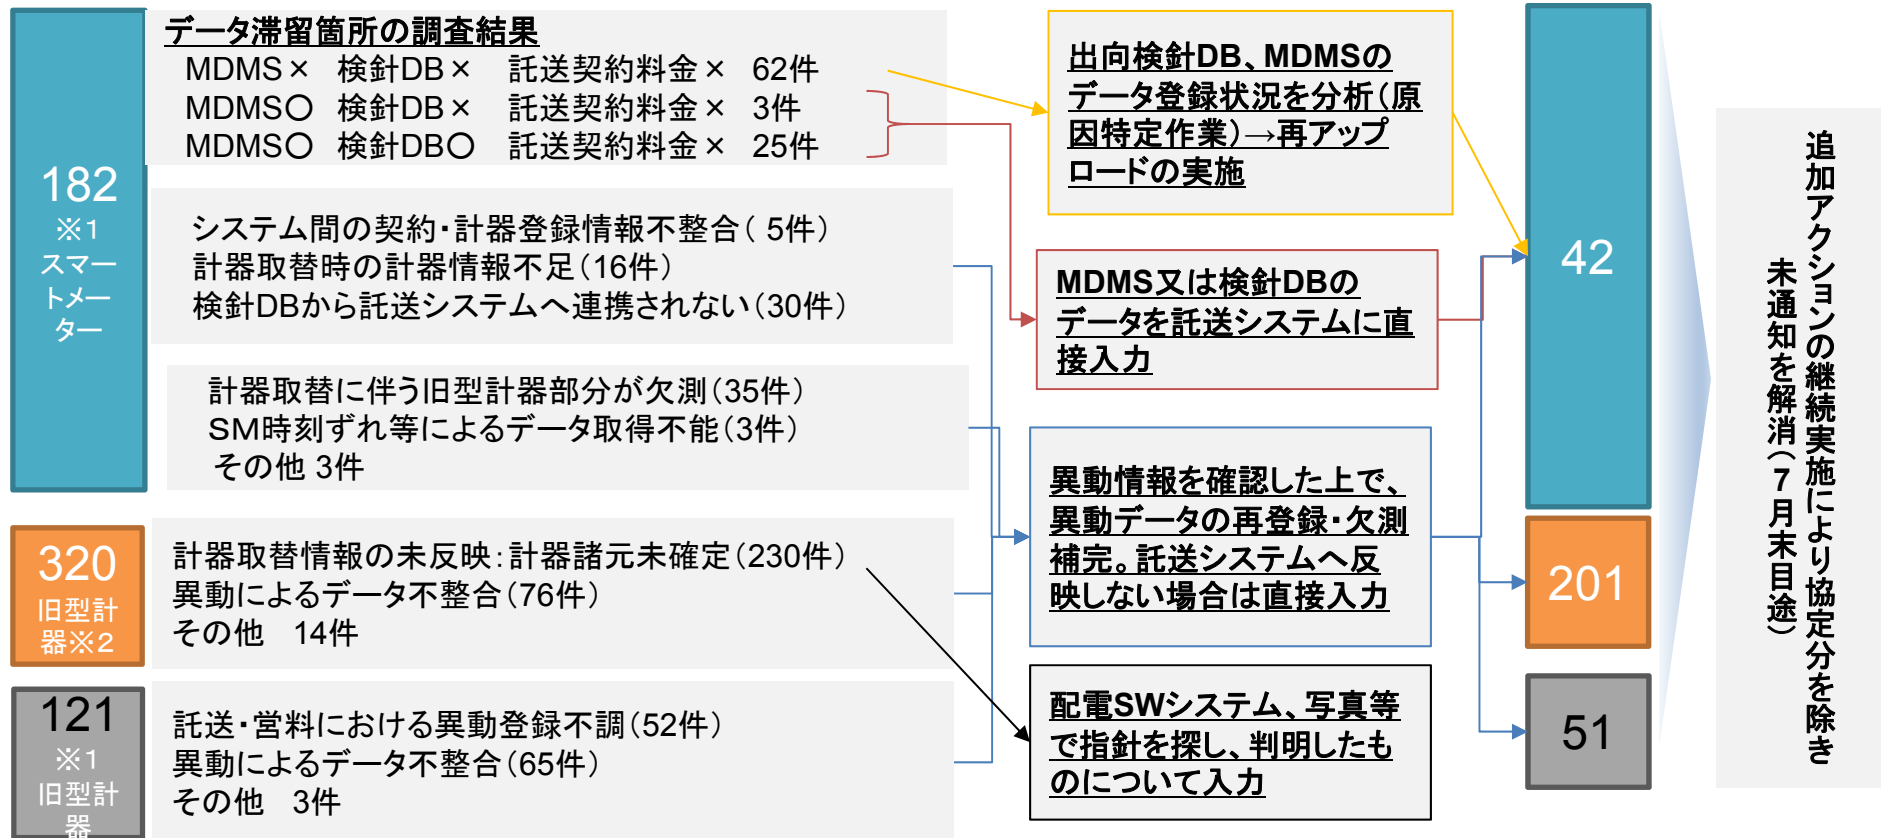 182
※1
スマー
トメー
ター
データ滞留箇所の調査結果
MDMS× 検針DB× 託送契約料金× 62件
MDMS〇 検針DB× 託送契約料金× 3件
MDMS〇 検針DB〇 託送契約料金× 25件
システム間の契約・計器登録情報不整合( 5件)
計器取替時の計器情報不足(16件)
検針DBから託送システムへ連携されない(30件)
計器取替に伴う旧型計器部分が欠測(35件)
SM時刻ずれ等によるデータ取得不能(3件)
その他 3件
320
旧型計
器※2
計器取替情報の未反映:計器諸元未確定(230件)
異動によるデータ不整合(76件)
その他 14件
121
※1
旧型計
器
託送・営料における異動登録不調(52件)
異動によるデータ不整合(65件)
その他 3件
出向検針DB、MDMSの
データ登録状況を分析(原
因特定作業)→再アップ
ロードの実施
MDMS又は検針DBの
データを託送システムに直
接入力
異動情報を確認した上で、
異動データの再登録・欠測
補完。託送システムへ反
映しない場合は直接入力
配電SWシステム、写真等
で指針を探し、判明したも
のについて入力
42
201
51
追加アクションの継続実施により協定分を除き
未通知を解消(7月末目途)